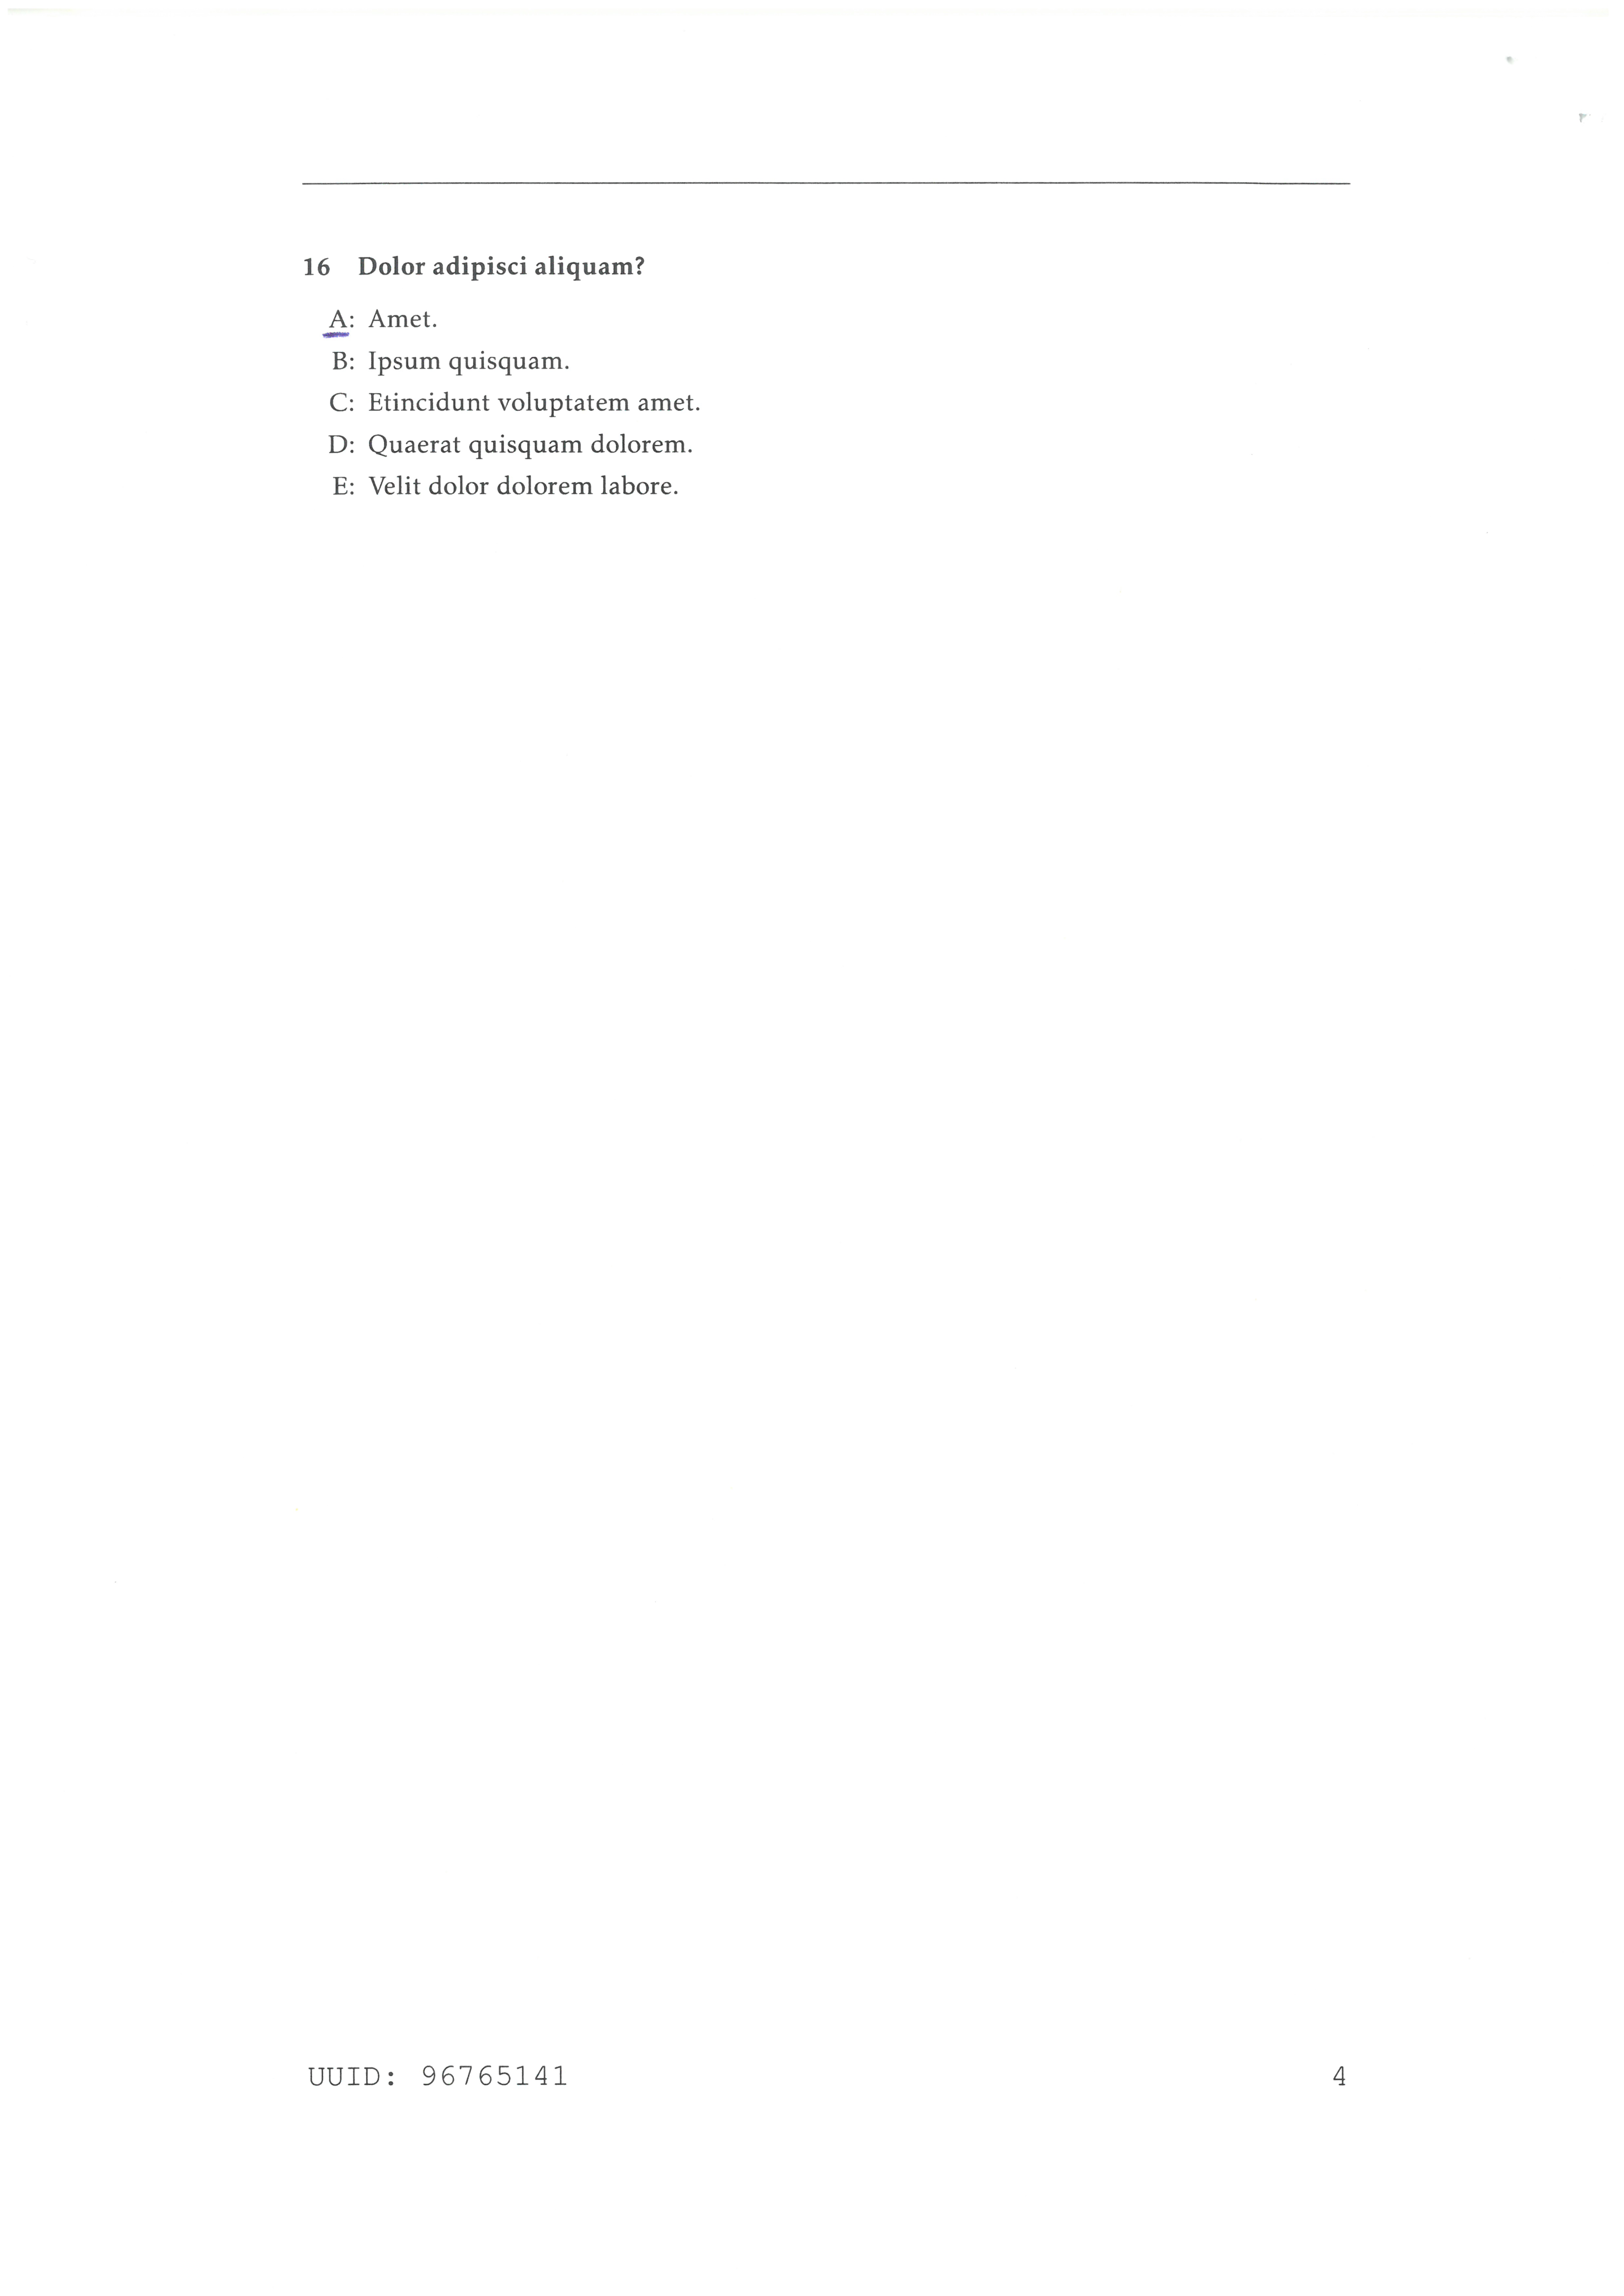 16 Dolor adipisci aliquam?
A: Amet.
B: Ipsum quisquam.
C: Etincidunt voluptatem amet.
D: Quaerat quisquam dolorem.
E: Velit dolor dolorem labore.
UUID: 96765141 4